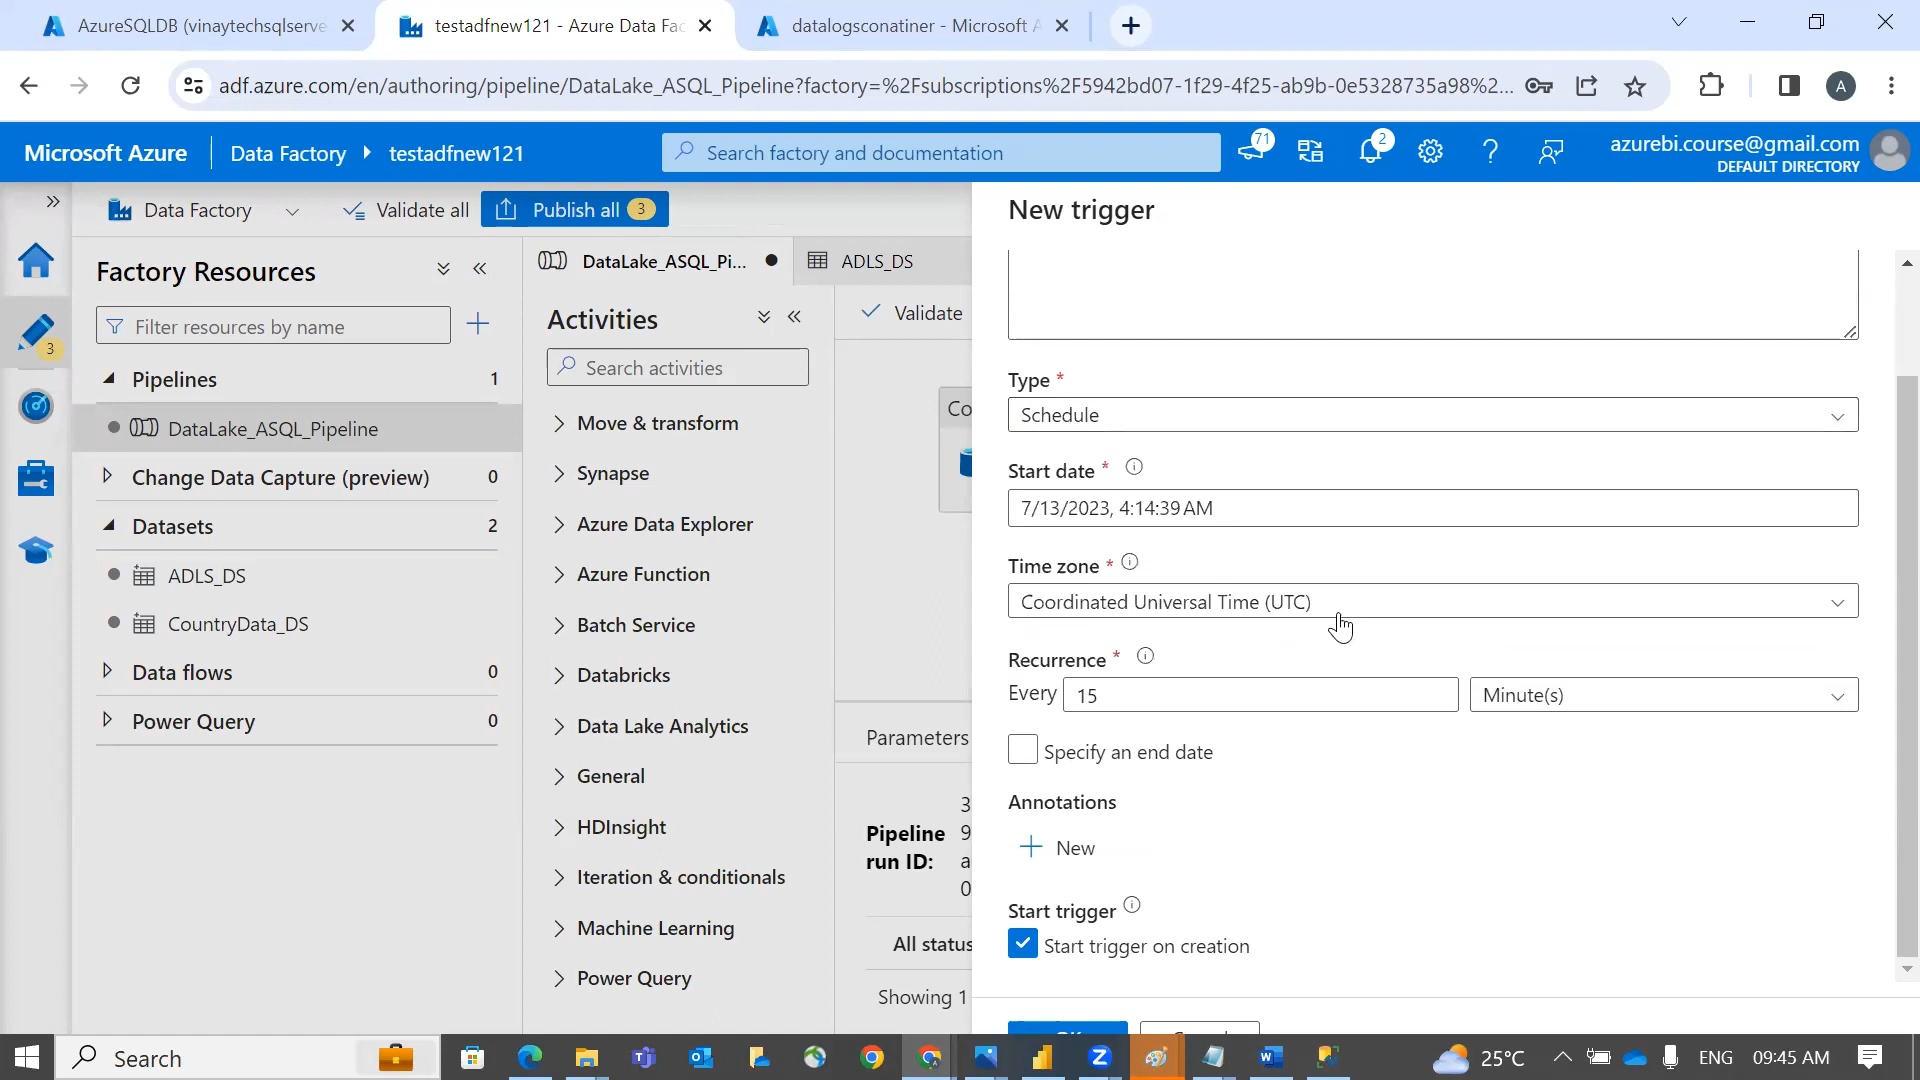 AzureSQLDB (vinaytechsqlserve
testadfnew121 - Azure Data Fac
datalogsconatiner - Microsoft A
adf.azure.com/en/authoring/pipeline/DataLake_ASQL_Pipeline?factory=%2Fsubscriptions%2F5942bd07-1f29-4f25-ab9b-0e5328735a98%2...
A
Microsoft Azure
Data Factory
testadfnew121
Search factory and documentation
71
2
azurebi.course@gmail.com
DEFAULT DIRECTORY
Data Factory
Validate all
Publish all 3
Factory Resources
Filter resources by name
3
Pipelines 1
DataLake_ASQL_Pipeline
Change Data Capture (preview) 0
Datasets 2
ADLS_DS
CountryData_DS
Data flows 0
Power Query 0
DataLake_ASQL_Pi...
ADLS_DS
Activities
Search activities
Move & transform
Synapse
Azure Data Explorer
Azure Function
Batch Service
Databricks
Data Lake Analytics
General
HDInsight
Iteration & conditionals
Machine Learning
Power Query
Validate
Co
Parameters
Pipeline
run ID:
3
9
a
0
All status
Showing 1
New trigger
Type *
Schedule
Start date *
7/13/2023, 4:14:39 AM
Time zone *
Coordinated Universal Time (UTC)
Recurrence *
Every 15 Minute(s)
Specify an end date
Annotations
New
Start trigger
Start trigger on creation
Search
25°C
ENG
09:45 AM